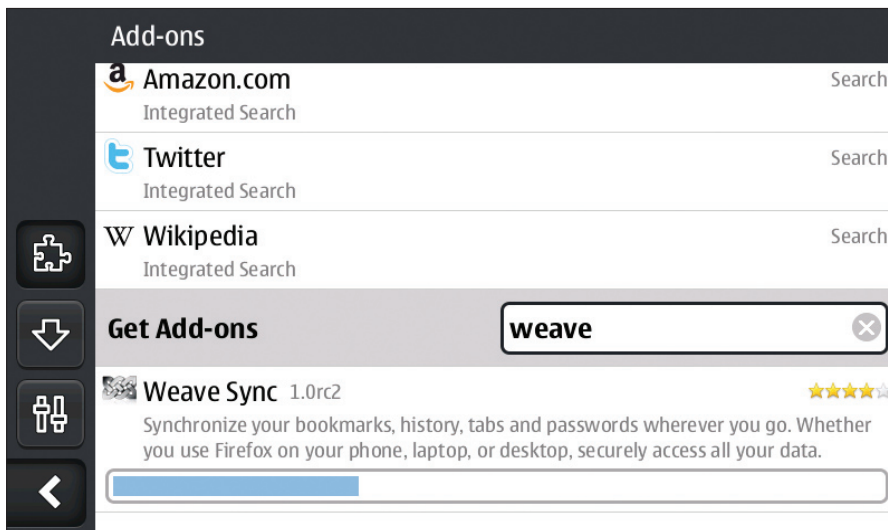 Add-ons
Amazon.com Search
Integrated Search
Twitter Search
Integrated Search
W Wikipedia Search
Integrated Search
Get Add-ons weave
Weave Sync 1.0rc2
Synchronize your bookmarks, history, tabs and passwords wherever you go. Whether
you use Firefox on your phone, laptop, or desktop, securely access all your data.